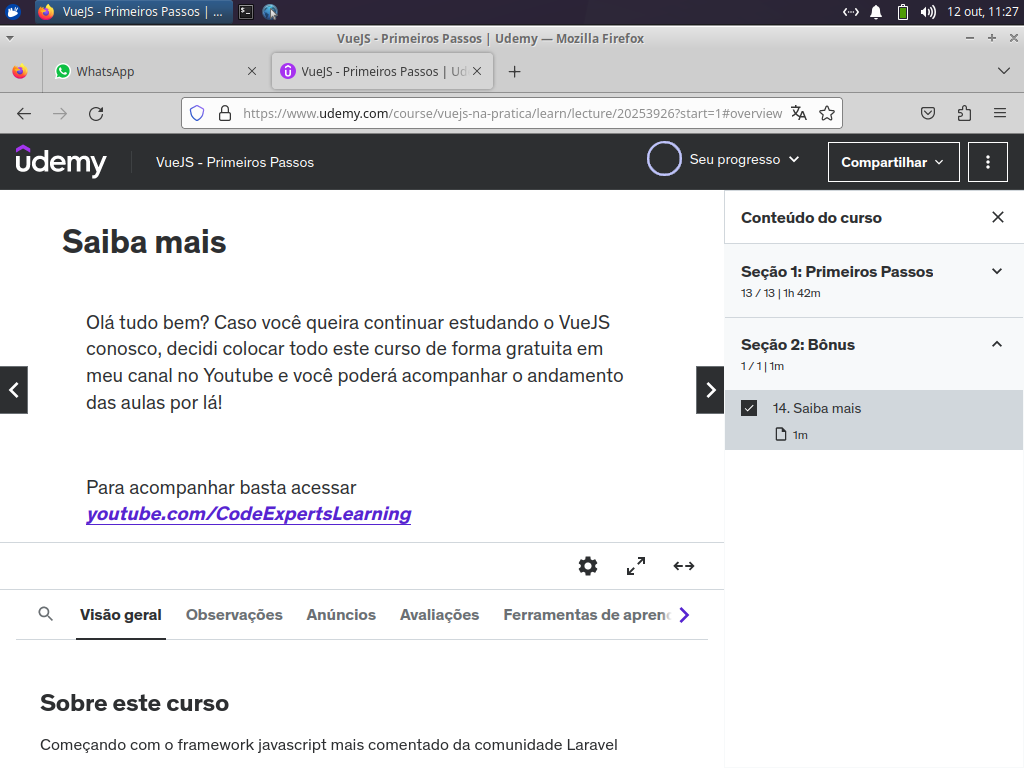 VueJS - Primeiros Passos | ...
12 out, 11:27
VueJS - Primeiros Passos | Udemy — Mozilla Firefox
WhatsApp
VueJS - Primeiros Passos | Ud
https://www.udemy.com/course/vuejs-na-pratica/learn/lecture/20253926?start=1#overview
udemy
VueJS - Primeiros Passos
Seu progresso
Compartilhar
Saiba mais
Olá tudo bem? Caso você queira continuar estudando o VueJS
conosco, decidi colocar todo este curso de forma gratuita em
meu canal no Youtube e você poderá acompanhar o andamento
das aulas por lá!
Para acompanhar basta acessar
youtube.com/CodeExpertsLearning
Conteúdo do curso
Seção 1: Primeiros Passos
13 / 13 | 1h 42m
Seção 2: Bônus
1 / 1 | 1m
14. Saiba mais
1m
Visão geral
Observações
Anúncios
Avaliações
Ferramentas de apren
Sobre este curso
Começando com o framework javascript mais comentado da comunidade Laravel